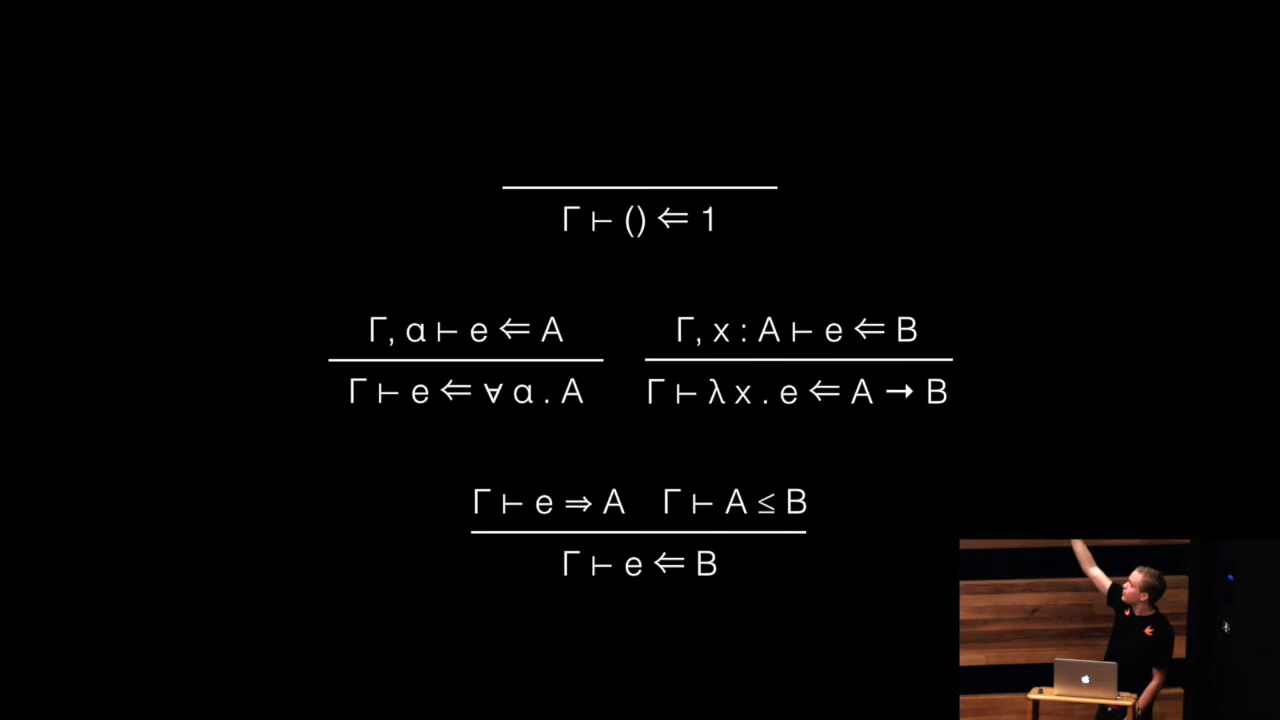 Γ ⊢ () ⇐ 1
Γ, α ⊢ e ⇐ A
Γ ⊢ e ⇐ ∀ α . A
Γ, x : A ⊢ e ⇐ B
Γ ⊢ λ x . e ⇐ A → B
Γ ⊢ e ⇒ A Γ ⊢ A ≤ B
Γ ⊢ e ⇐ B